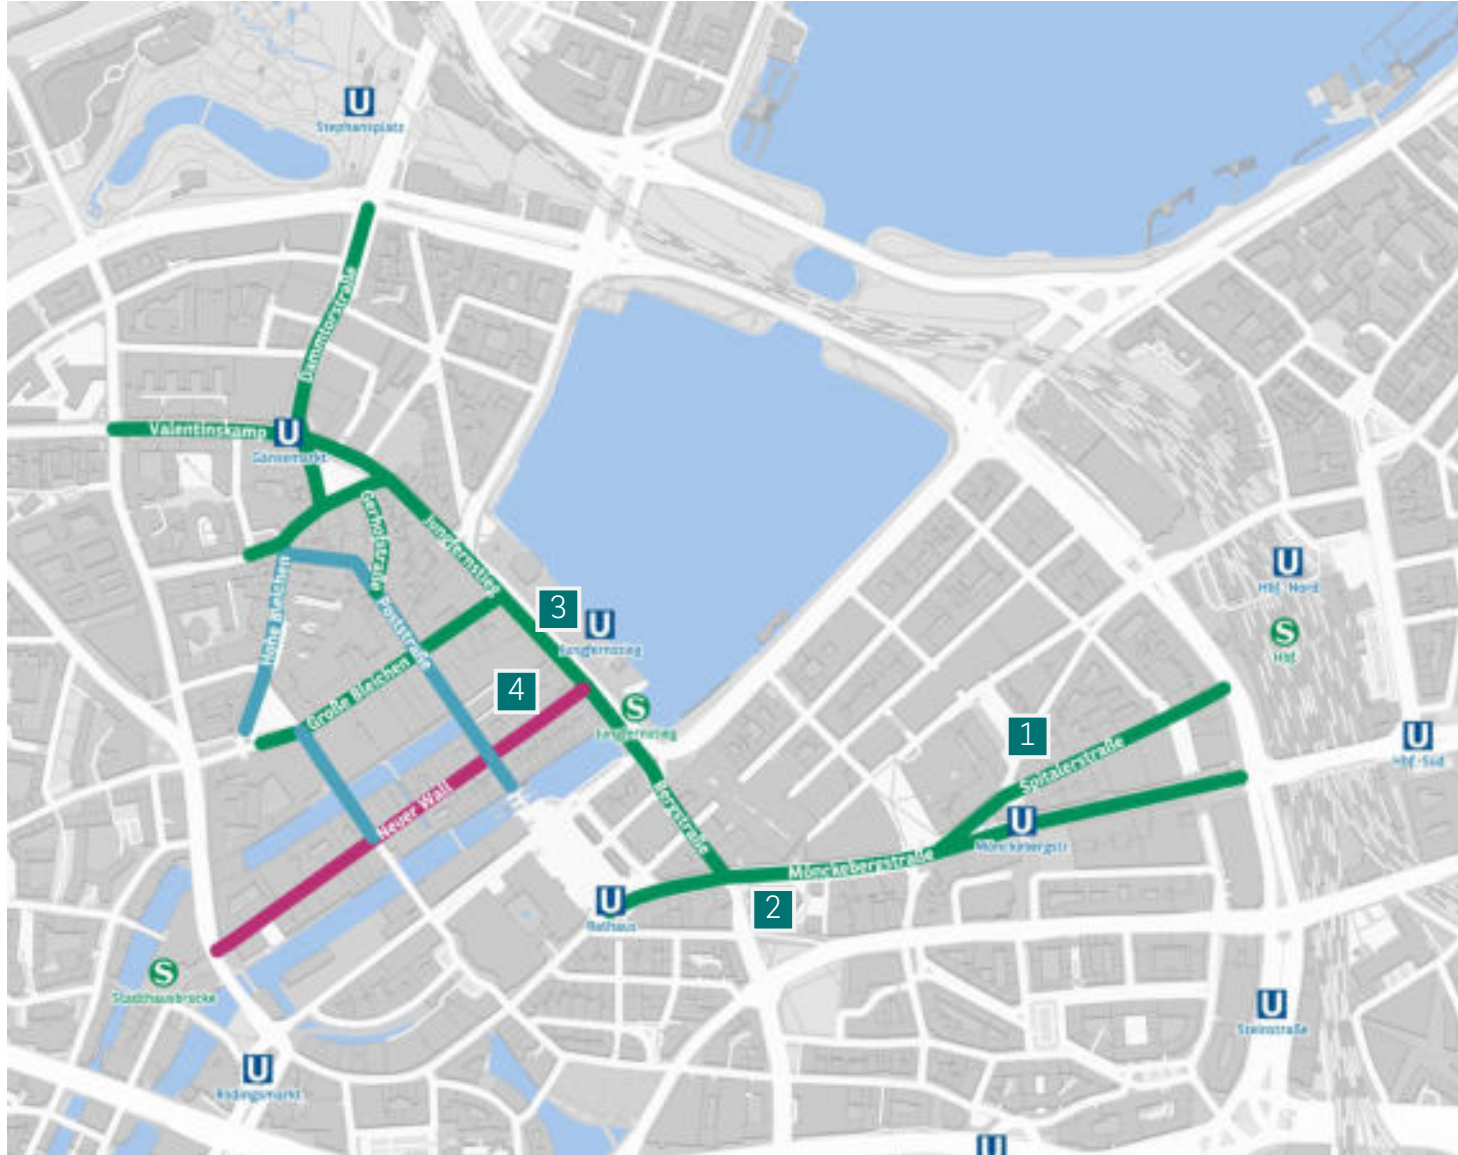 U
Stephansplatz
Dammtorstraße
Valentinskamp
U
Gänsemarkt
Gerhofstraße
Jungfernstieg
Hohe Bleichen
Poststraße
Große Bleichen
3
U
Jungfernstieg
4
S
Jungfernstieg
Neuer Wall
Bergstraße
U
Hbf-Nord
S
Hbf
1
Spitalerstraße
U
Hbf-Süd
U
Mönckebergstr
Mönckebergstraße
2
U
Rathaus
S
Stadthausbrücke
U
Rödingsmarkt
U
Steinstraße
U